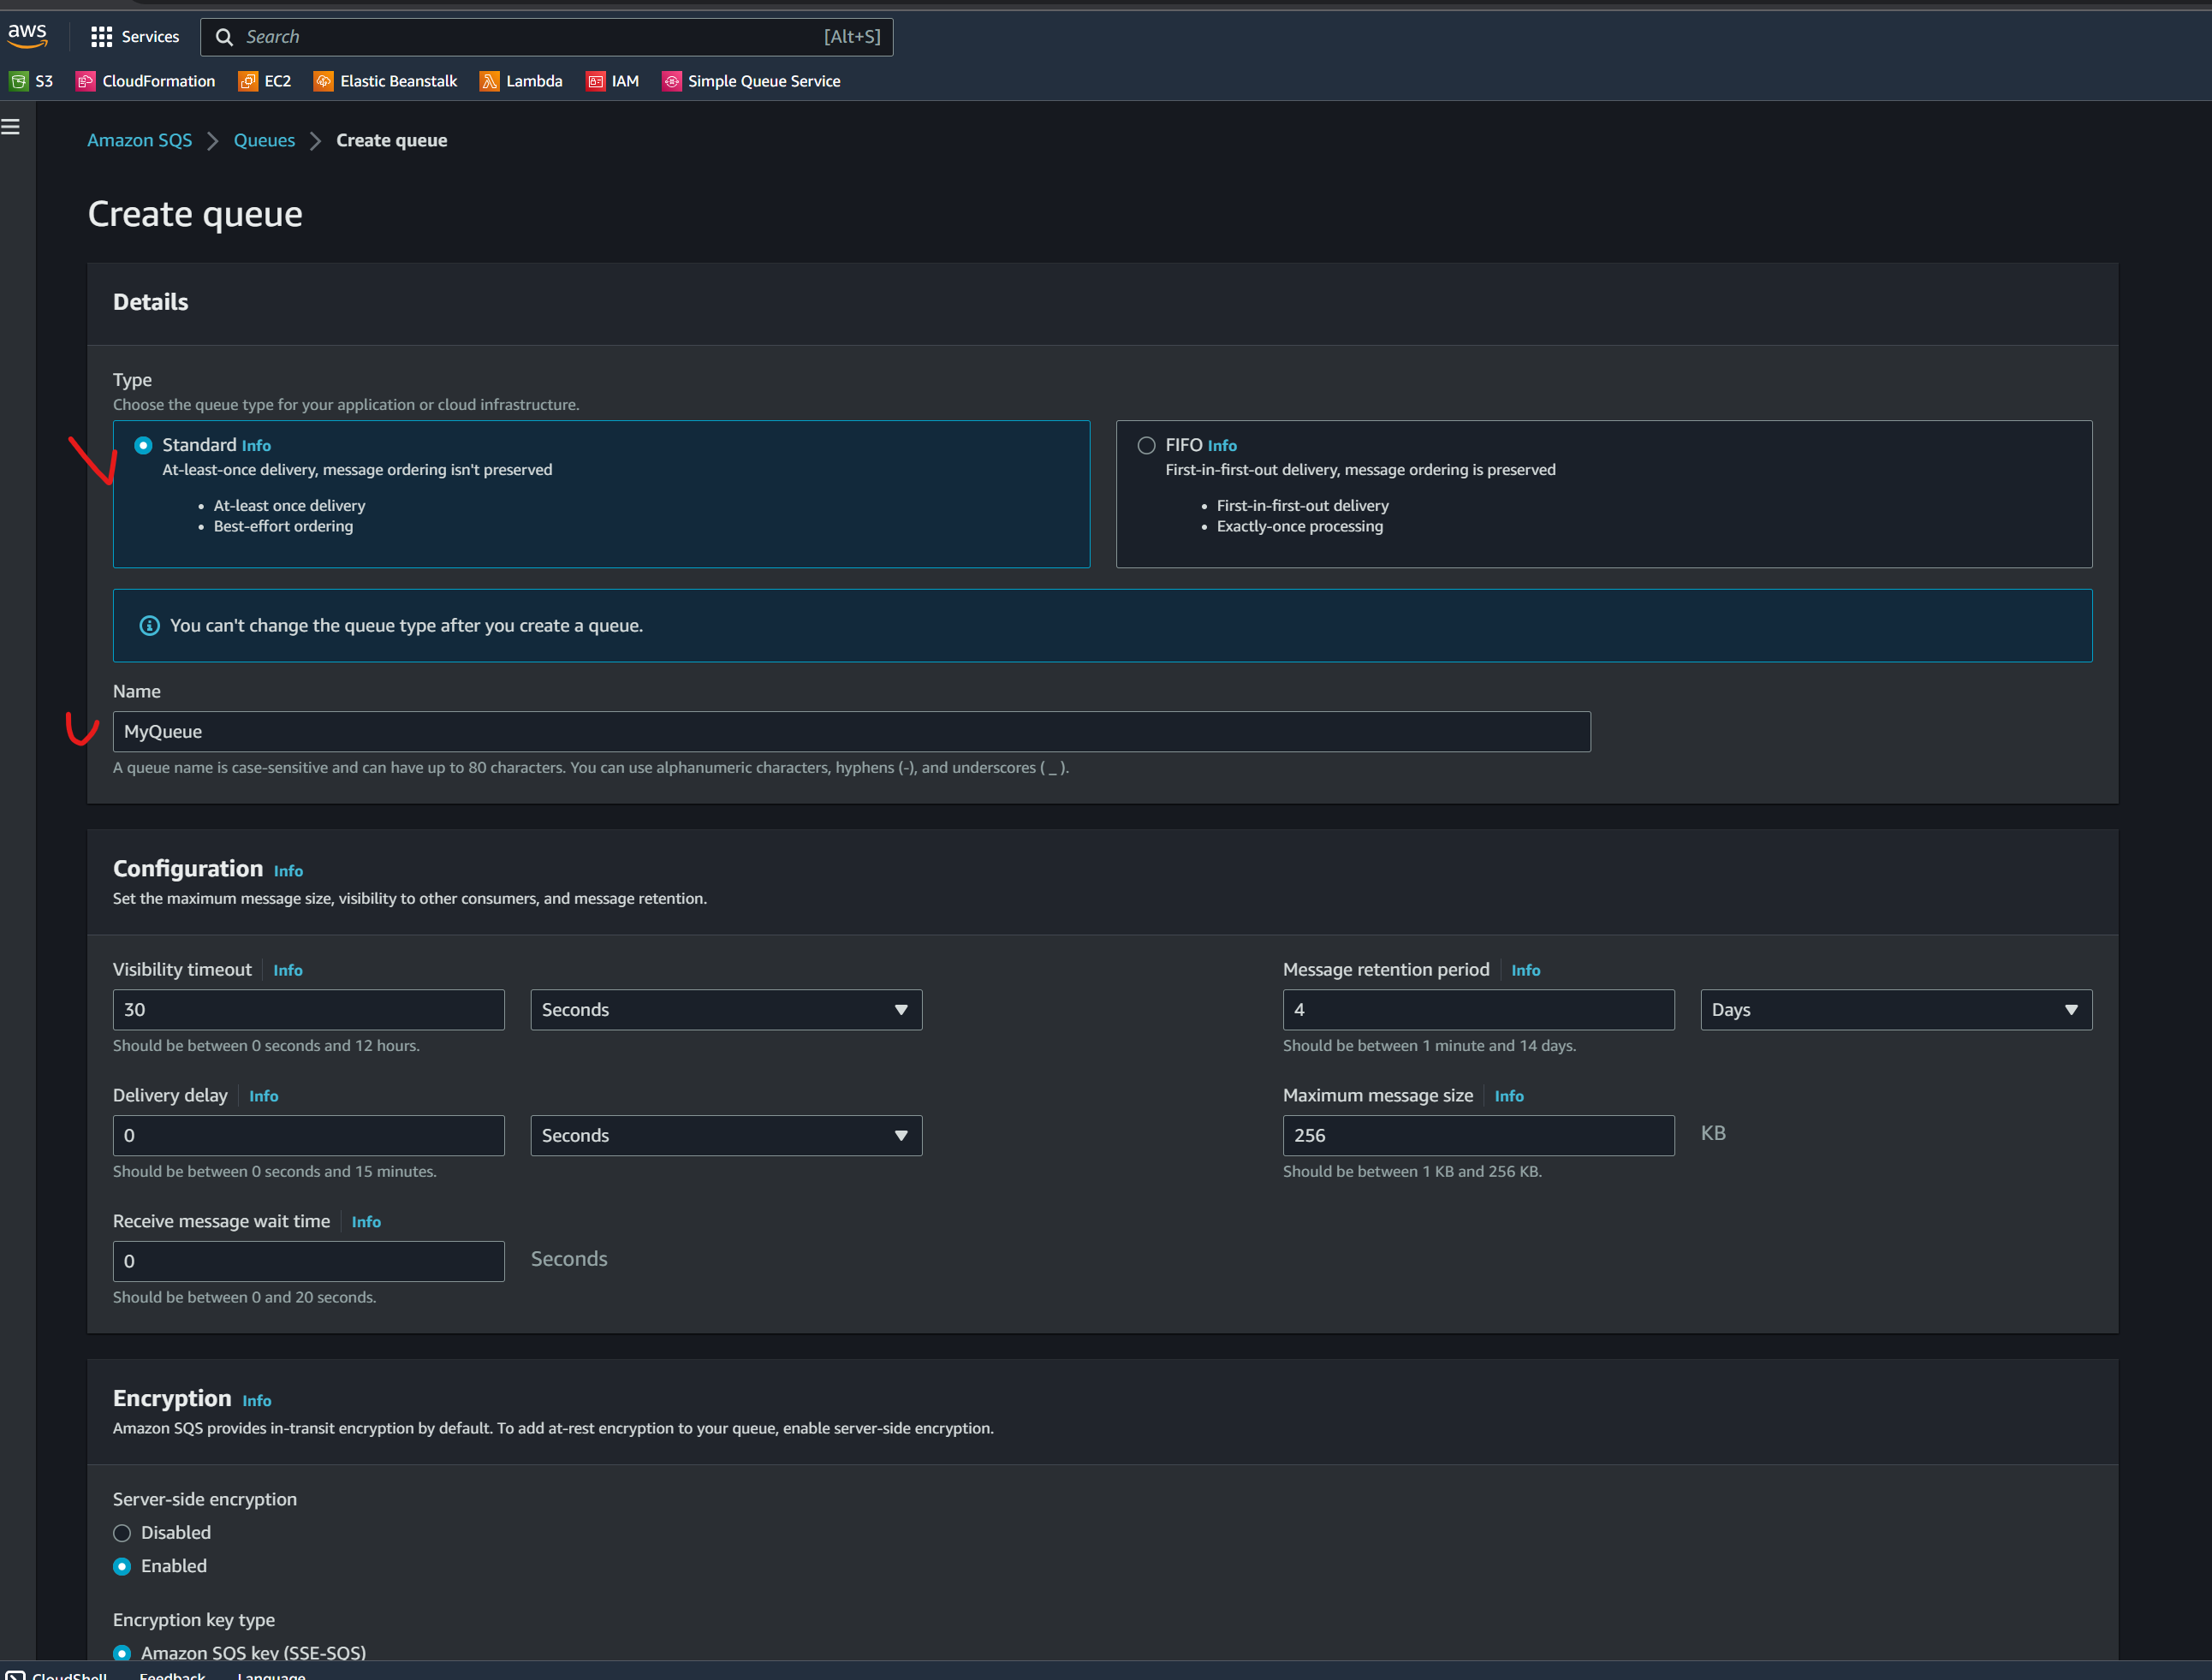 aws Services Search [Alt+S]
S3 CloudFormation EC2 Elastic Beanstalk Lambda IAM Simple Queue Service
Amazon SQS Queues Create queue
Create queue
Details
Type
Choose the queue type for your application or cloud infrastructure.
Standard Info
At-least-once delivery, message ordering isn't preserved
• At-least once delivery
• Best-effort ordering
FIFO Info
First-in-first-out delivery, message ordering is preserved
• First-in-first-out delivery
• Exactly-once processing
You can't change the queue type after you create a queue.
Name
MyQueue
A queue name is case-sensitive and can have up to 80 characters. You can use alphanumeric characters, hyphens (-), and underscores ( _ ).
Configuration Info
Set the maximum message size, visibility to other consumers, and message retention.
Visibility timeout Info
30 Seconds
Should be between 0 seconds and 12 hours.
Message retention period Info
4 Days
Should be between 1 minute and 14 days.
Delivery delay Info
0 Seconds
Should be between 0 seconds and 15 minutes.
Maximum message size Info
256 KB
Should be between 1 KB and 256 KB.
Receive message wait time Info
0 Seconds
Should be between 0 and 20 seconds.
Encryption Info
Amazon SQS provides in-transit encryption by default. To add at-rest encryption to your queue, enable server-side encryption.
Server-side encryption
Disabled
Enabled
Encryption key type
Amazon SQS key (SSE-SQS)
CloudShell Feedback Language